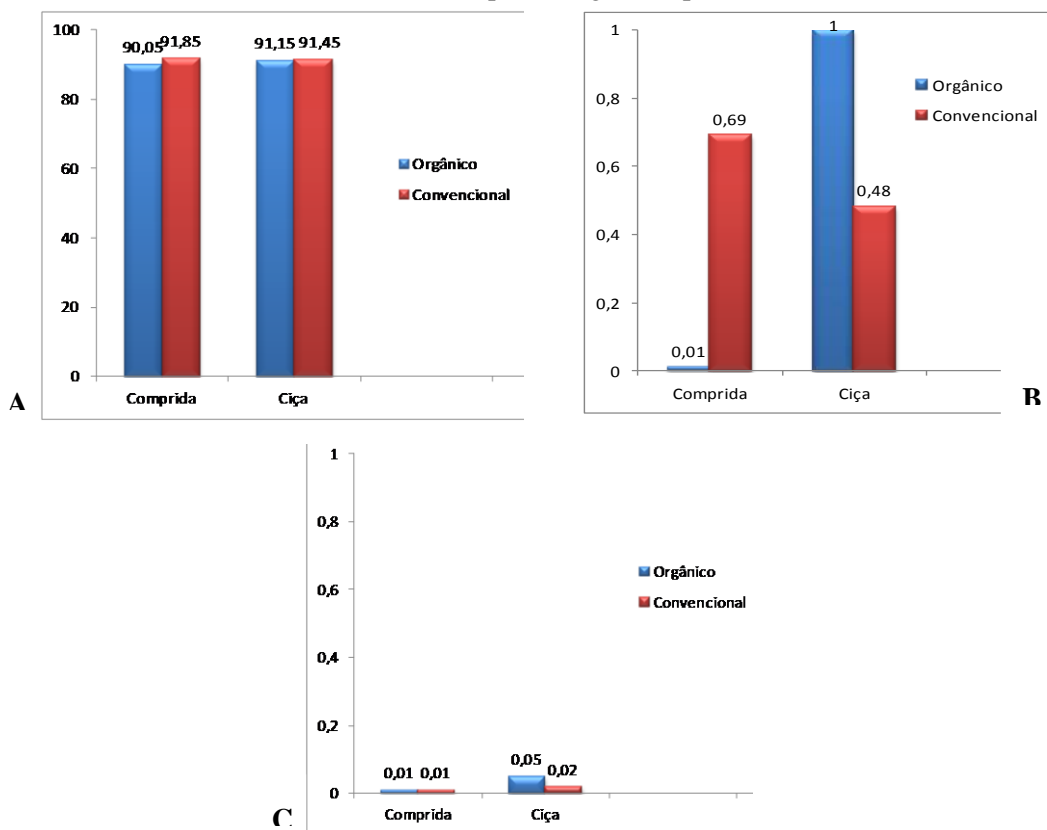 100
80
60
40
20
0
90,05
91,85
91,15
91,45
Orgânico
Convencional
Comprida
Ciça
A
1
0,8
0,6
0,4
0,2
0
0,01
0,69
1
0,48
Orgânico
Convencional
Comprida
Ciça
B
1
0,8
0,6
0,4
0,2
0
0,01
0,01
0,05
0,02
Orgânico
Convencional
Comprida
Ciça
C